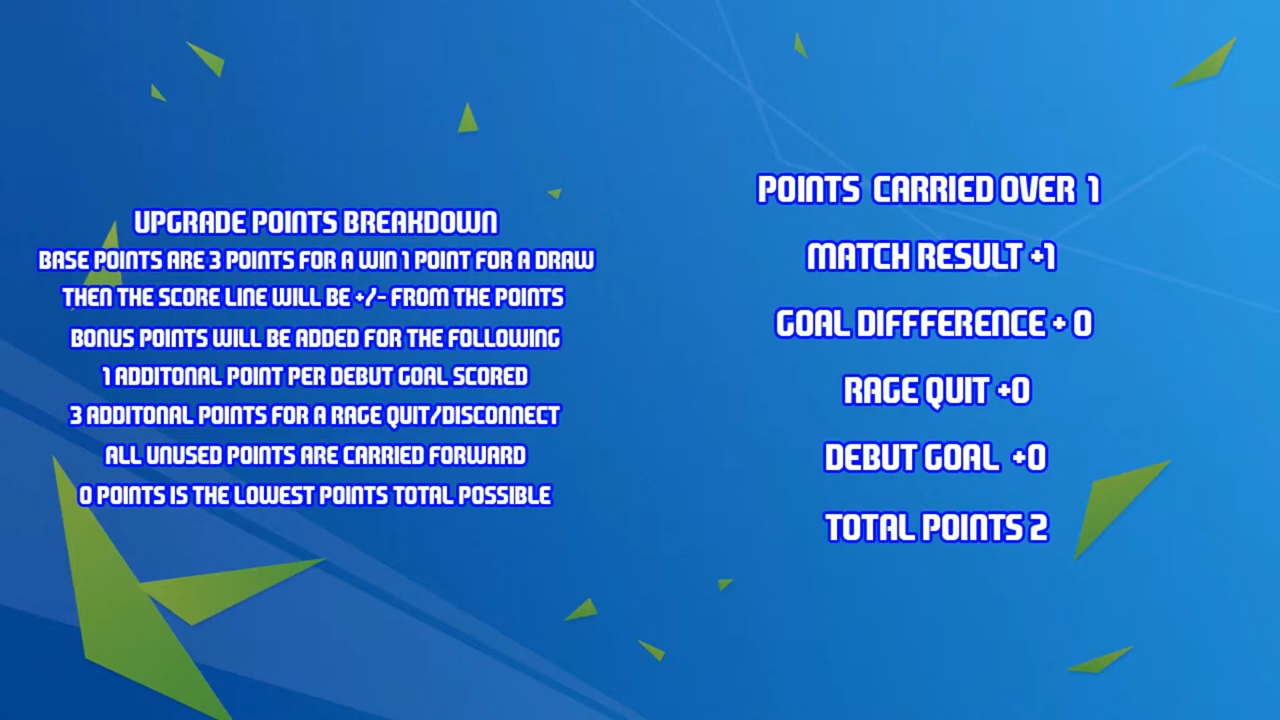 UPGRADE POINTS BREAKDOWN
BASE POINTS ARE 3 POINTS FOR A WIN 1 POINT FOR A DRAW
THEN THE SCORE LINE WILL BE +/- FROM THE POINTS
BONUS POINTS WILL BE ADDED FOR THE FOLLOWING
1 ADDITONAL POINT PER DEBUT GOAL SCORED
3 ADDITONAL POINTS FOR A RAGE QUIT/DISCONNECT
ALL UNUSED POINTS ARE CARRIED FORWARD
0 POINTS IS THE LOWEST POINTS TOTAL POSSIBLE
POINTS CARRIED OVER 1
MATCH RESULT +1
GOAL DIFFFERENCE + 0
RAGE QUIT +0
DEBUT GOAL +0
TOTAL POINTS 2